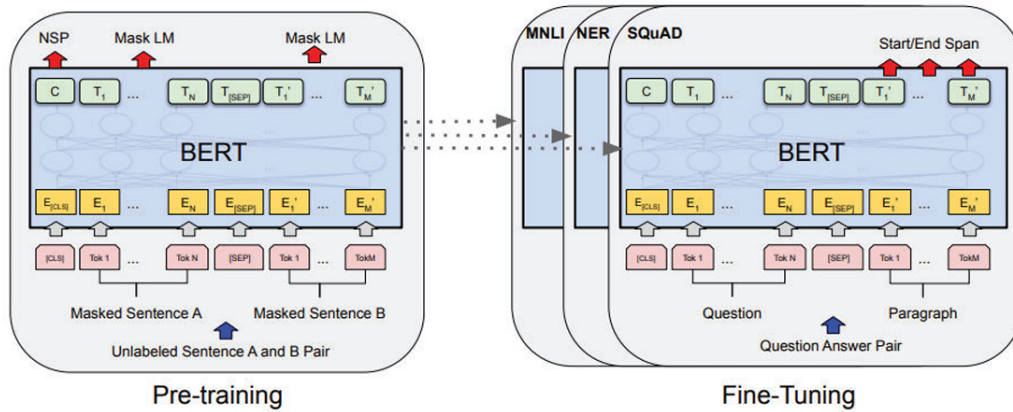 NSP Mask LM Mask LM
C T1 ... TN T[SEP] T1' ... TM'
BERT
E[CLS] E1 ... EN E[SEP] E1' ... EM'
[CLS] Tok 1 ... Tok N [SEP] Tok 1 ... TokM
Masked Sentence A Masked Sentence B
Unlabeled Sentence A and B Pair
Pre-training
MNLI NER SQuAD
Start/End Span
C T1 ... TN T[SEP] T1' ... TM'
BERT
E[CLS] E1 ... EN E[SEP] E1' ... EM'
[CLS] Tok 1 ... Tok N [SEP] Tok 1 ... TokM
Question Paragraph
Question Answer Pair
Fine-Tuning